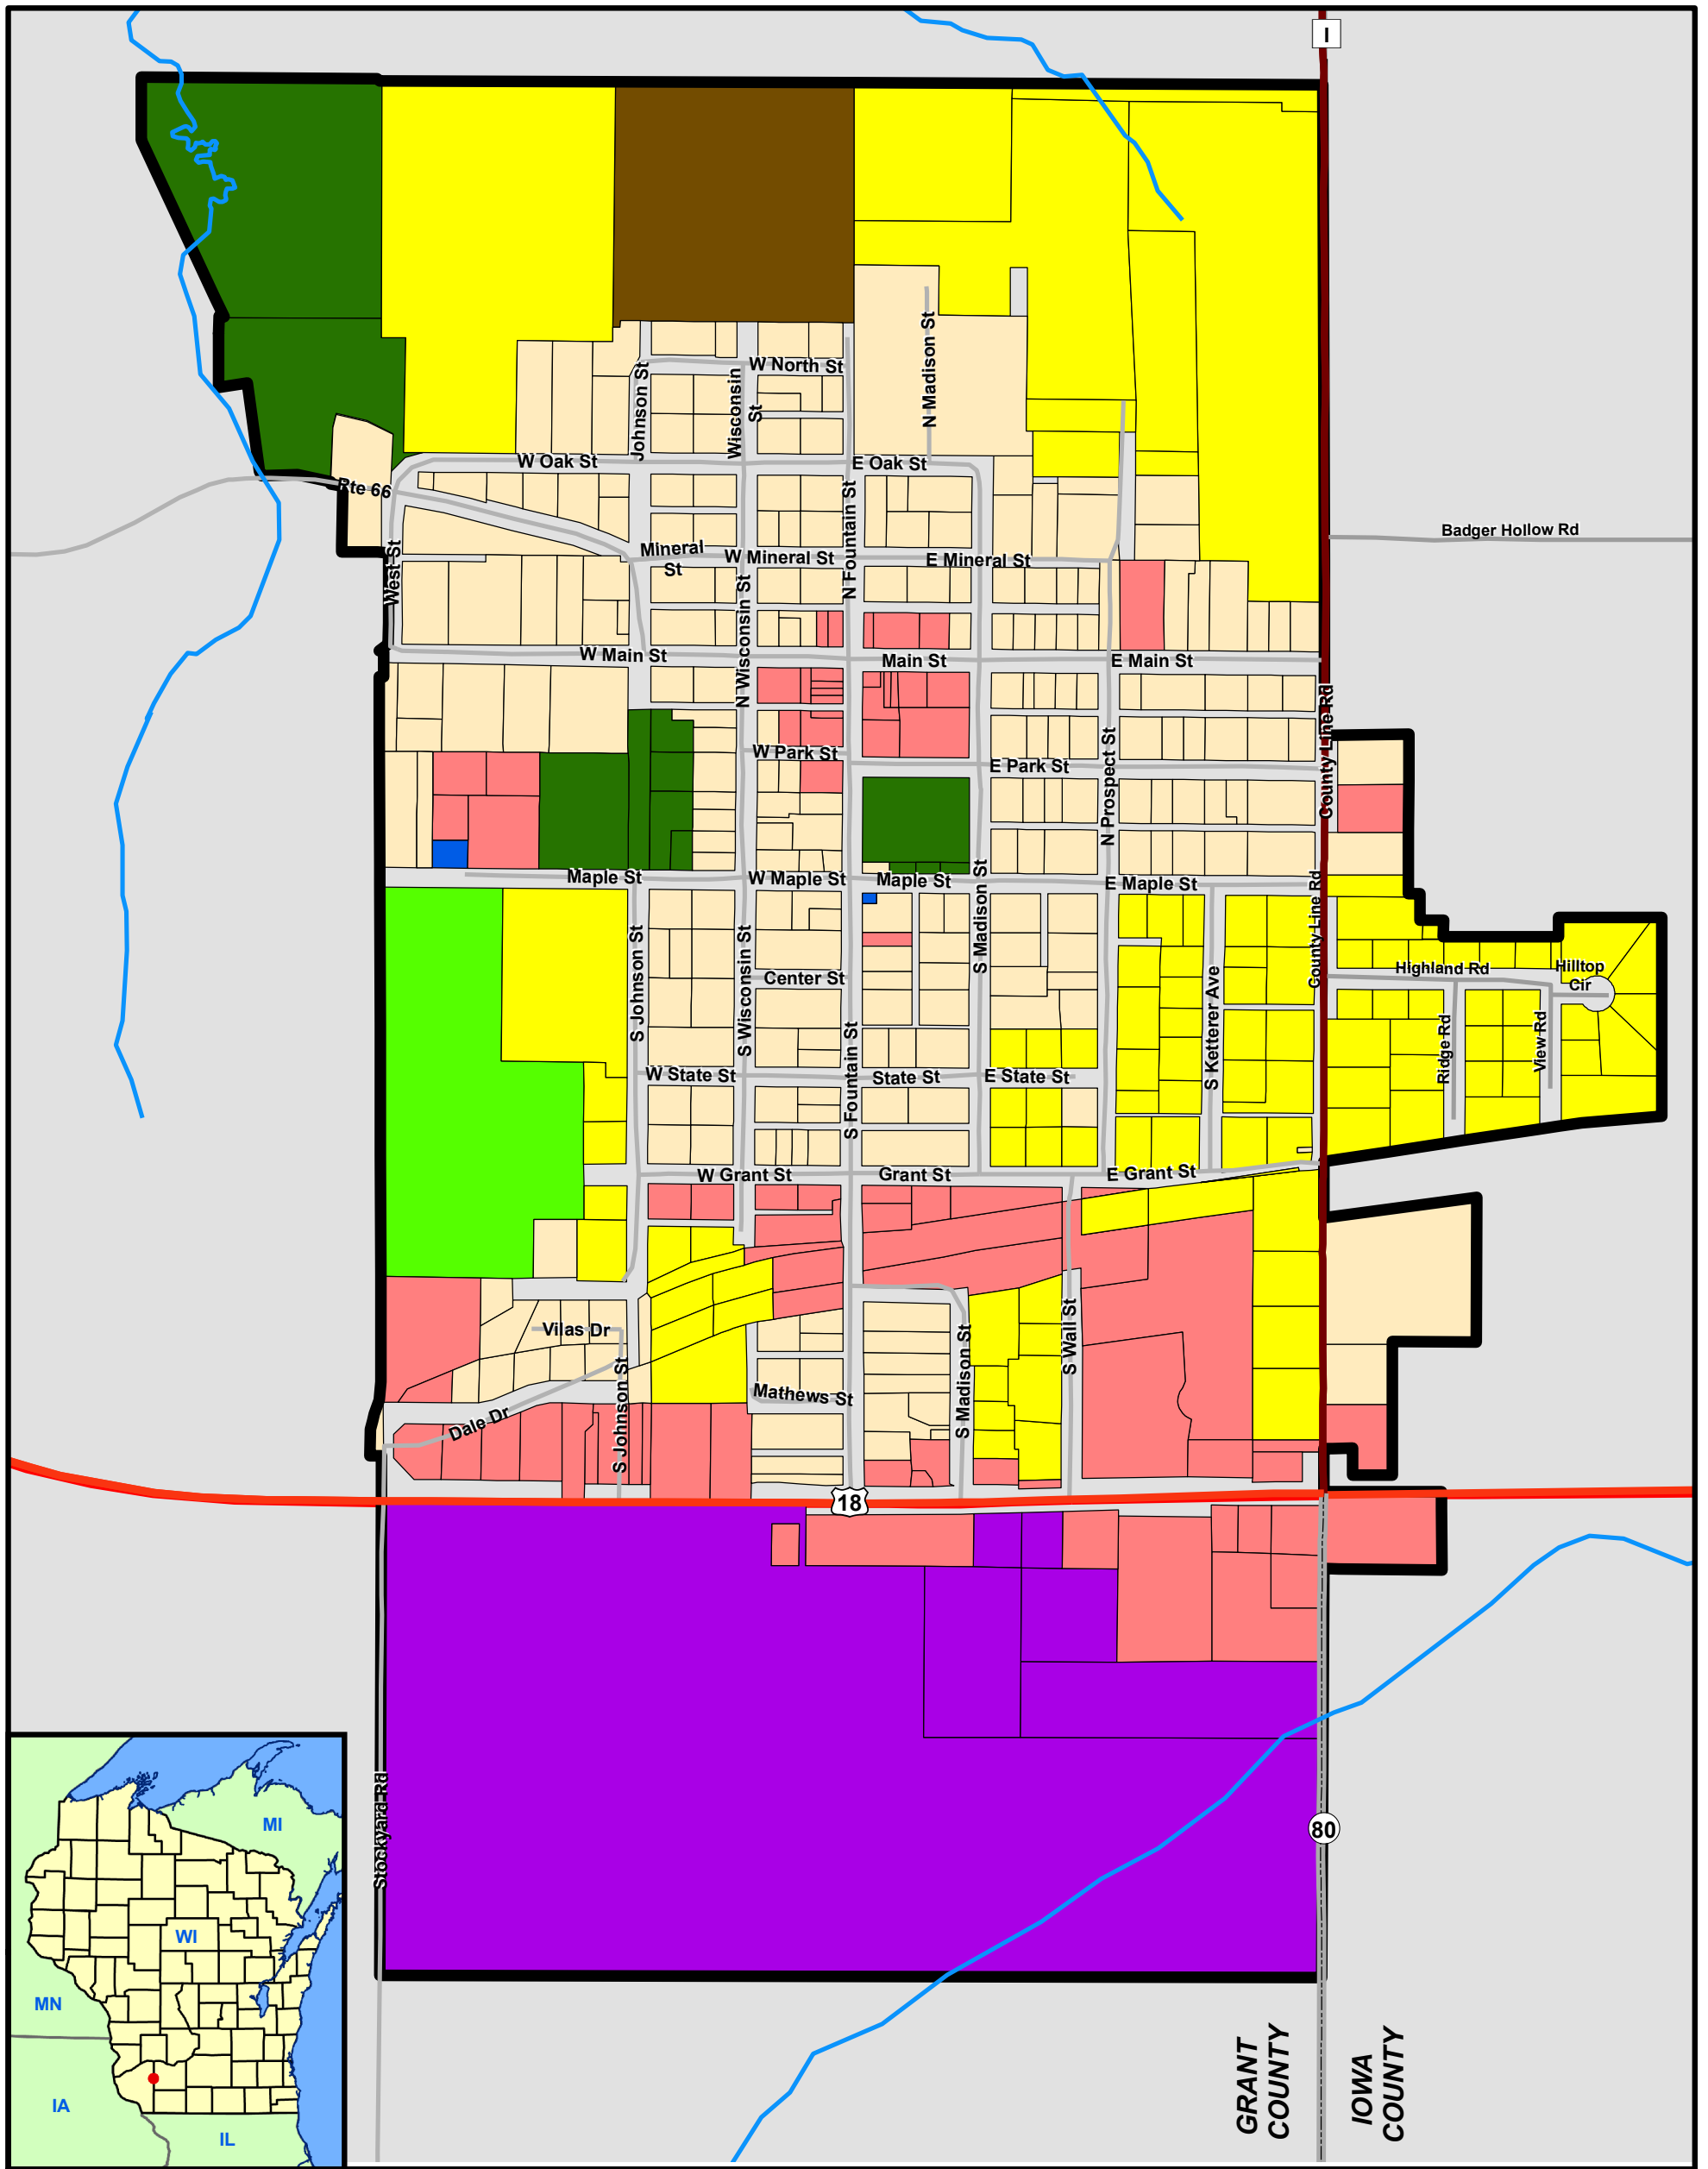 I
N Madison St
W North St
Johnson St
Wisconsin
St
W Oak St
E Oak St
Rte 66
N Fountain St
Badger Hollow Rd
Mineral
St
W Mineral St
E Mineral St
West St
N Wisconsin St
W Main St
Main St
E Main St
County Line Rd
W Park St
E Park St
N Prospect St
Maple St
W Maple St
Maple St
E Maple St
S Madison St
County Line Rd
S Johnson St
S Wisconsin St
Center St
Highland Rd
Hilltop
Cir
S Ketterer Ave
Ridge Rd
View Rd
S Fountain St
W State St
State St
E State St
W Grant St
Grant St
E Grant St
Vilas Dr
S Wall St
S Madison St
Mathews St
Dale Dr
S Johnson St
18
Stockyard Rd
80
MI
WI
MN
IA
IL
GRANT
COUNTY
IOWA
COUNTY